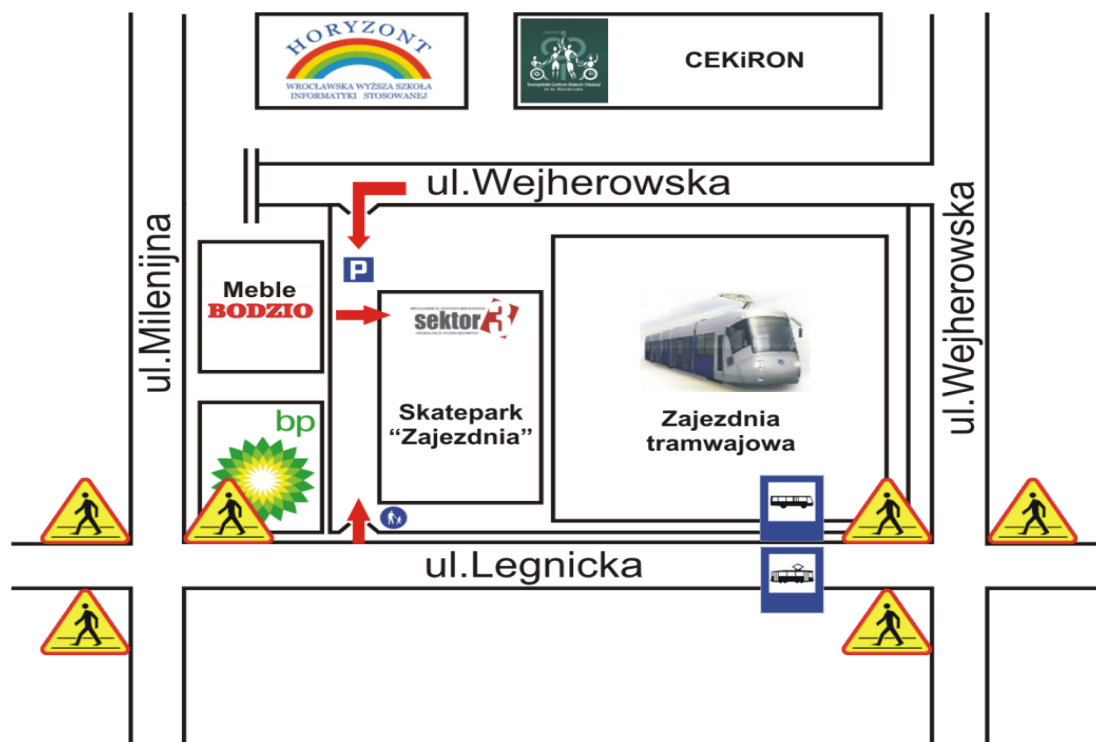 HORYZONT
WROCŁAWSKA WYŻSZA SZKOŁA
INFORMATYKI STOSOWANEJ
CEKiRON
ul.Wejherowska
ul.Milenijna
ul.Wejherowska
P
Meble
BODZIO
sektor3
Skatepark
“Zajezdnia”
Zajezdnia
tramwajowa
bp
ul.Legnicka